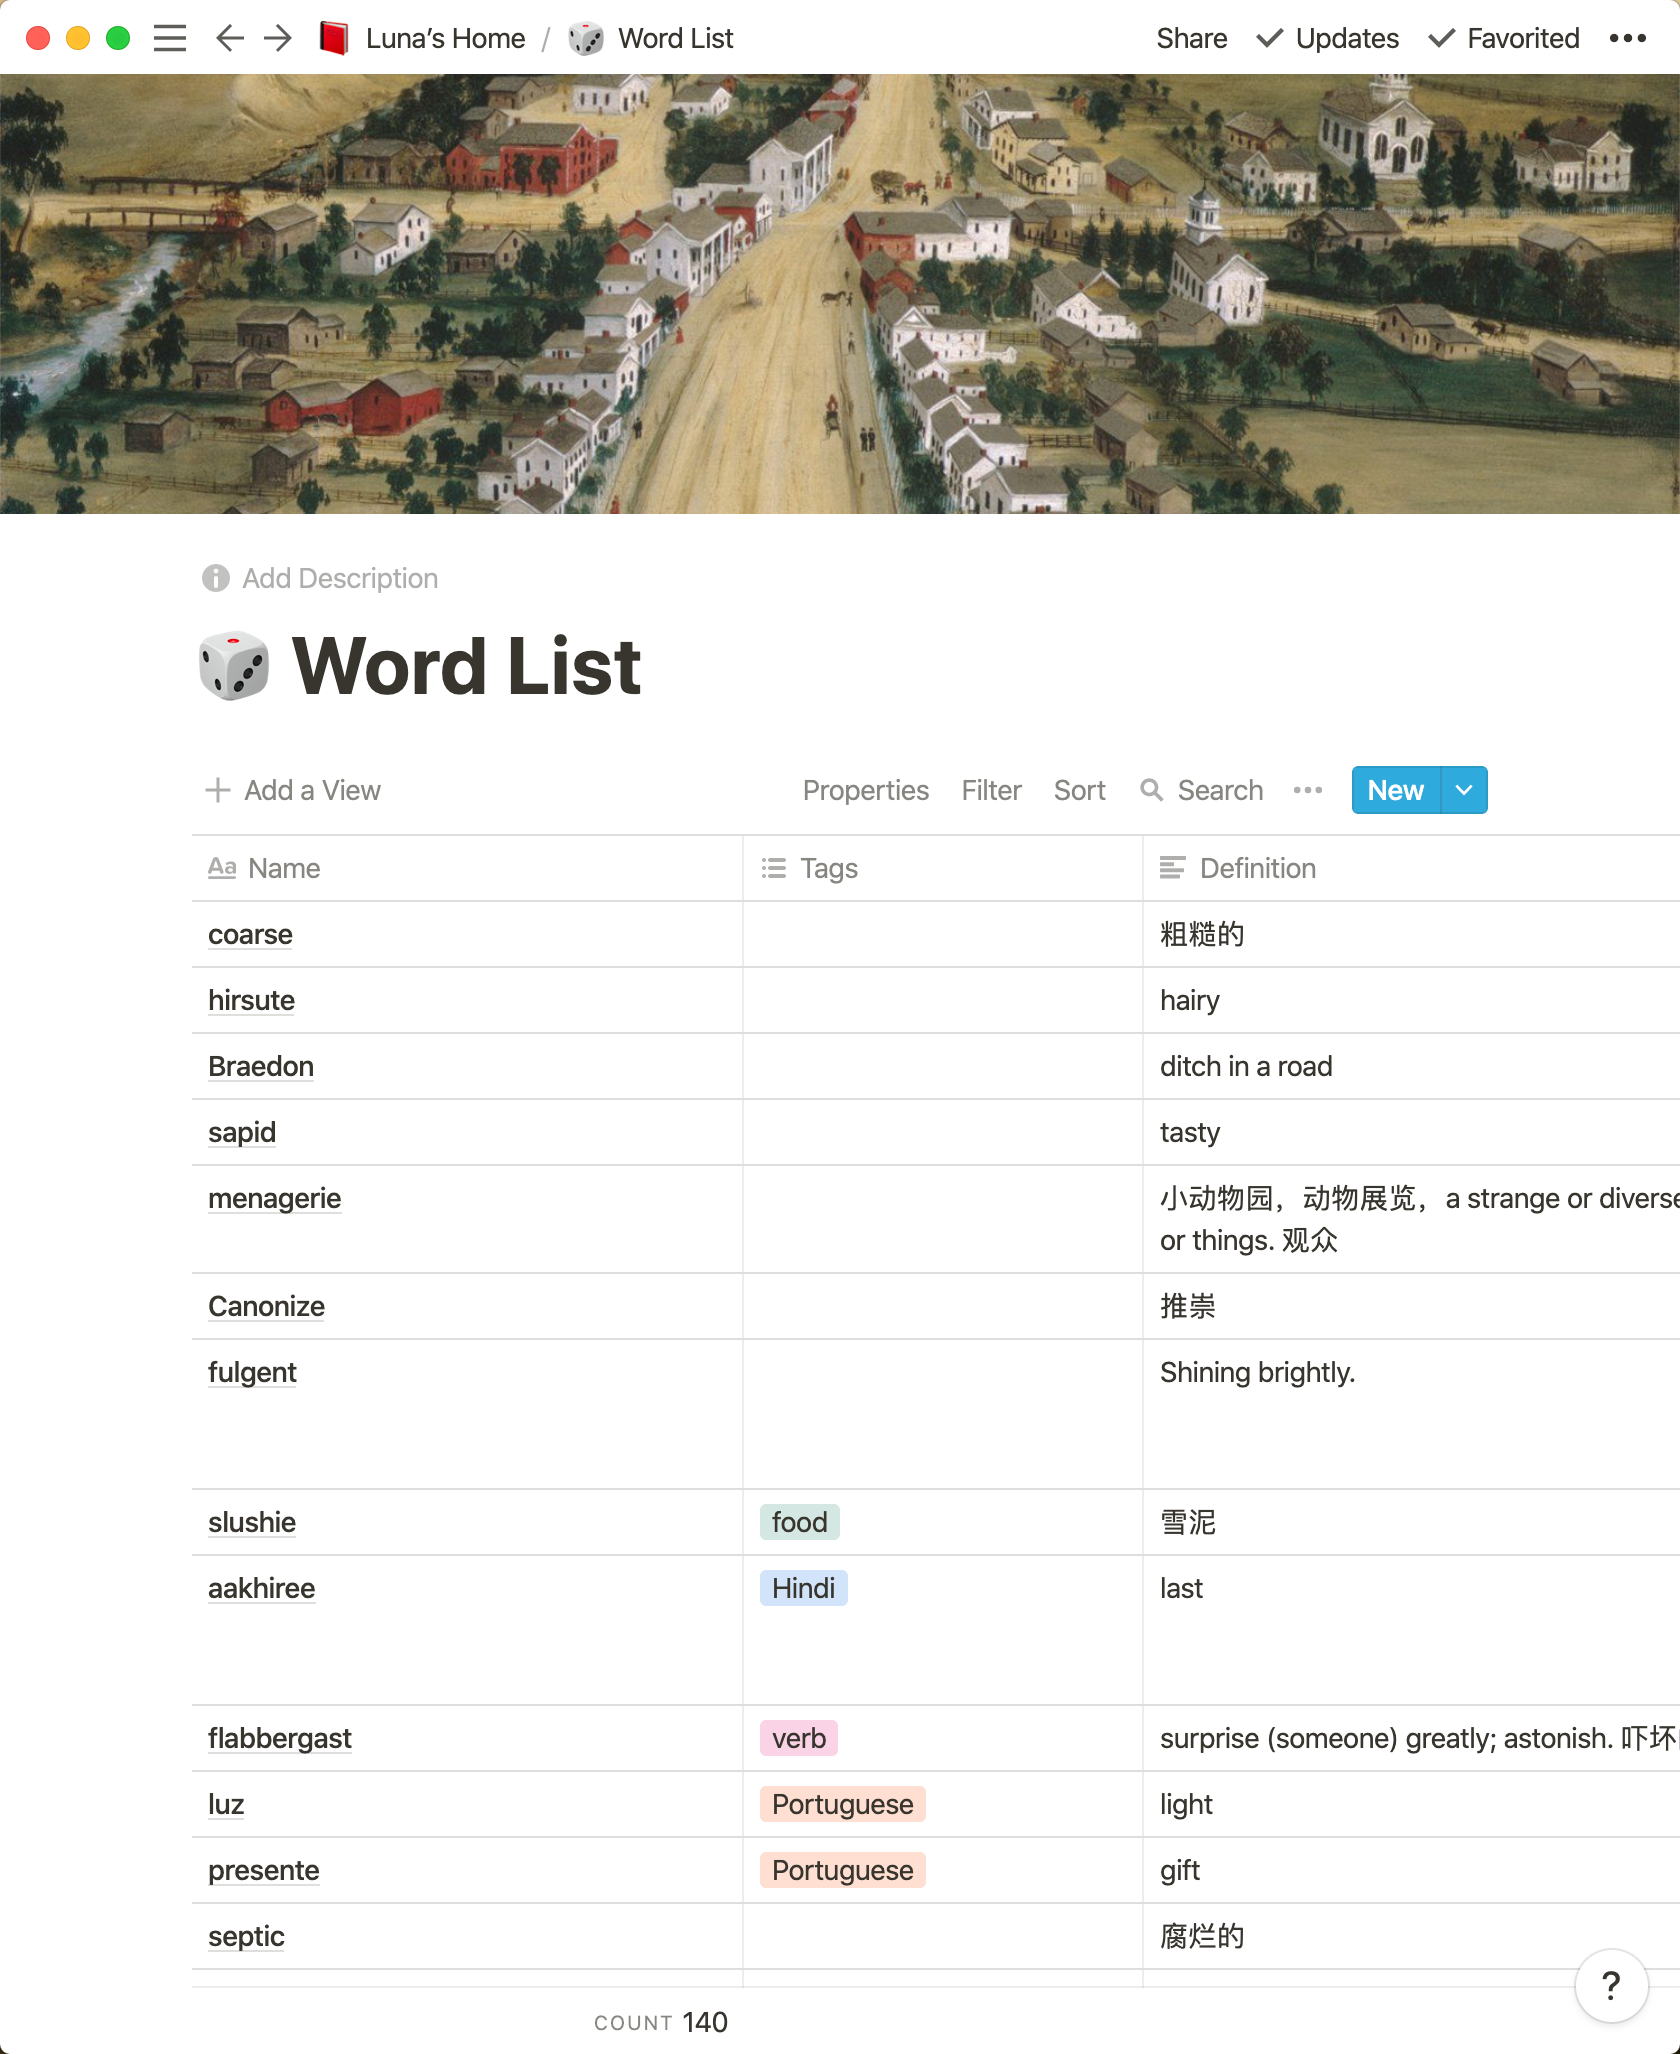 Luna’s Home / Word List Share Updates Favorited
Add Description
Word List
Add a View Properties Filter Sort Search New
Aa Name Tags Definition
coarse 粗糙的
hirsute hairy
Braedon ditch in a road
sapid tasty
menagerie 小动物园，动物展览，a strange or diverse
or things. 观众
Canonize 推崇
fulgent Shining brightly.
slushie food 雪泥
aakhiree Hindi last
flabbergast verb surprise (someone) greatly; astonish. 吓坏
luz Portuguese light
presente Portuguese gift
septic 腐烂的
?
COUNT 140